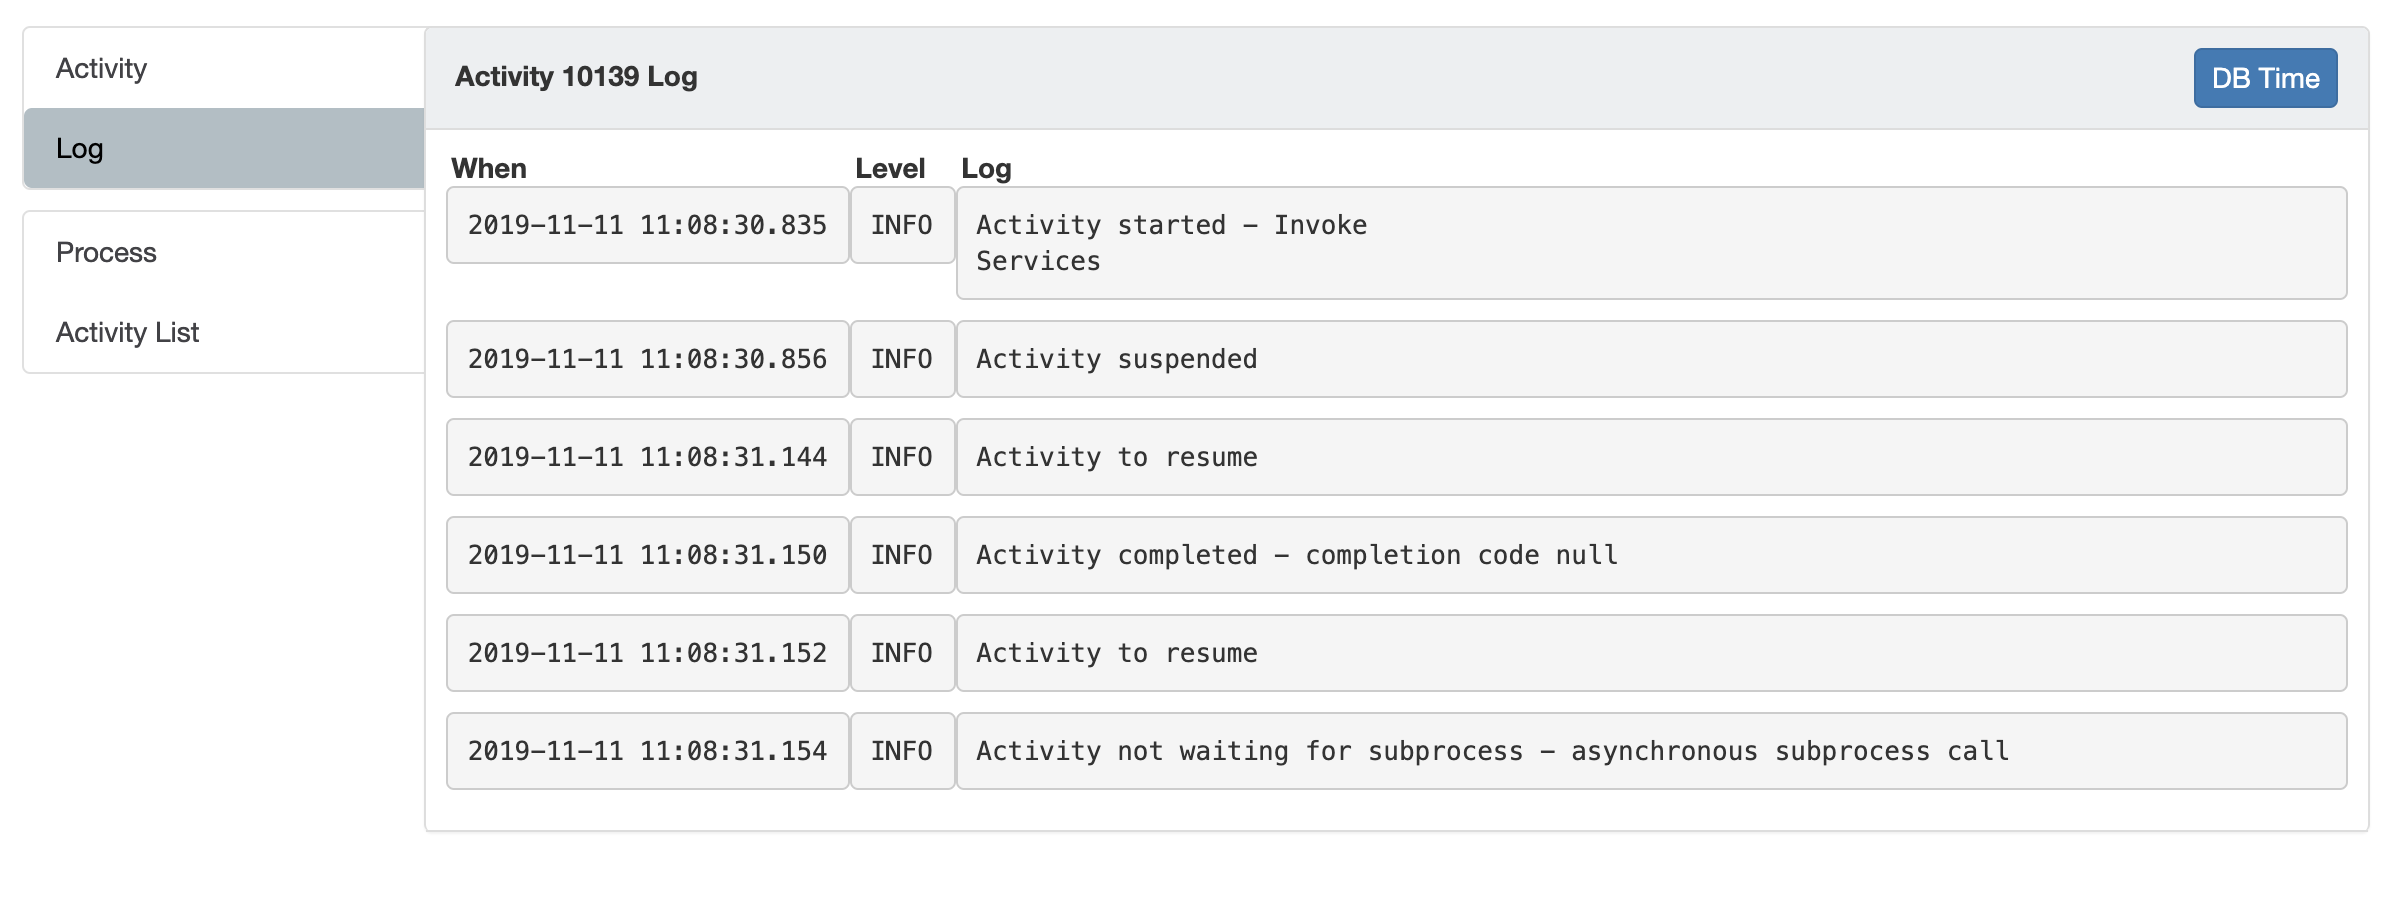 Activity
Log
Process
Activity List
Activity 10139 Log
DB Time
When Level Log
2019-11-11 11:08:30.835 INFO Activity started - Invoke
Services
2019-11-11 11:08:30.856 INFO Activity suspended
2019-11-11 11:08:31.144 INFO Activity to resume
2019-11-11 11:08:31.150 INFO Activity completed - completion code null
2019-11-11 11:08:31.152 INFO Activity to resume
2019-11-11 11:08:31.154 INFO Activity not waiting for subprocess - asynchronous subprocess call